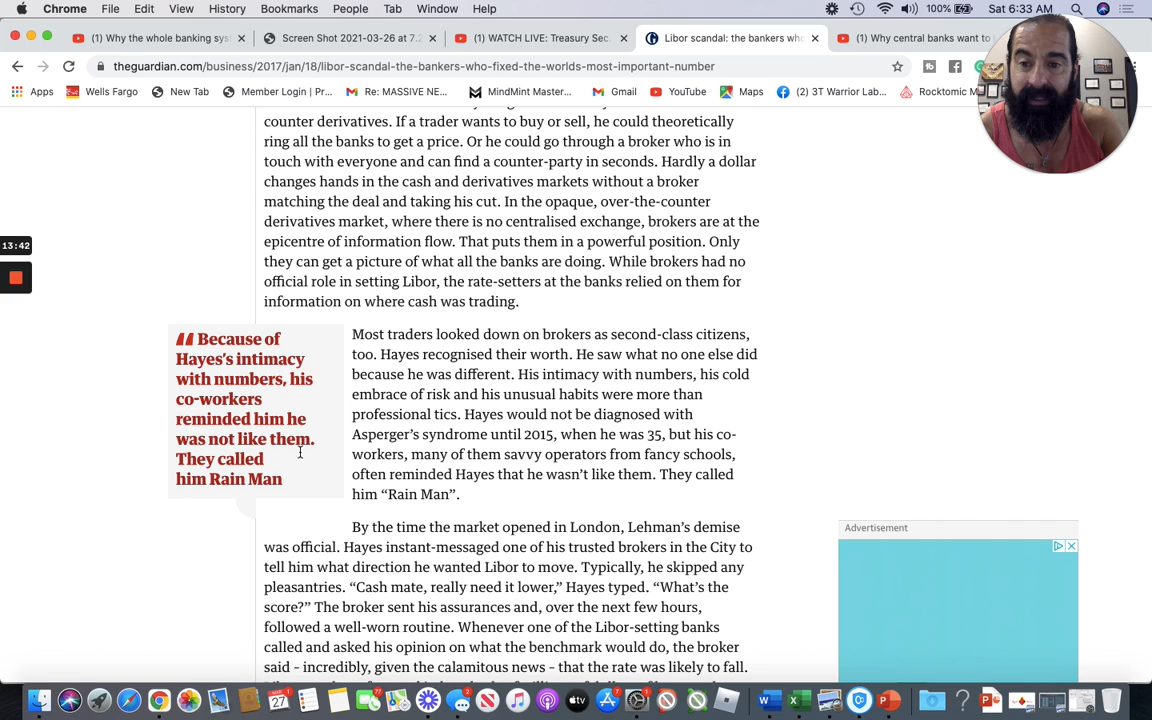 Chrome File Edit View History Bookmarks People Tab Window Help 100% Sat 6:33 AM
(1) Why the whole banking sys
Screen Shot 2021-03-26 at 7.2
(1) WATCH LIVE: Treasury Sec
Libor scandal: the bankers who
(1) Why central banks want to
theguardian.com/business/2017/jan/18/libor-scandal-the-bankers-who-fixed-the-worlds-most-important-number
Apps Wells Fargo New Tab Member Login | Pr... Re: MASSIVE NE... MindMint Master... Gmail YouTube Maps (2) 3T Warrior Lab... Rocktomic M
counter derivatives. If a trader wants to buy or sell, he could theoretically
ring all the banks to get a price. Or he could go through a broker who is in
touch with everyone and can find a counter-party in seconds. Hardly a dollar
changes hands in the cash and derivatives markets without a broker
matching the deal and taking his cut. In the opaque, over-the-counter
derivatives market, where there is no centralised exchange, brokers are at the
epicentre of information flow. That puts them in a powerful position. Only
they can get a picture of what all the banks are doing. While brokers had no
official role in setting Libor, the rate-setters at the banks relied on them for
information on where cash was trading.
13:42
Because of
Hayes's intimacy
with numbers, his
co-workers
reminded him he
was not like them.
They called
him Rain Man
Most traders looked down on brokers as second-class citizens,
too. Hayes recognised their worth. He saw what no one else did
because he was different. His intimacy with numbers, his cold
embrace of risk and his unusual habits were more than
professional tics. Hayes would not be diagnosed with
Asperger's syndrome until 2015, when he was 35, but his co-
workers, many of them savvy operators from fancy schools,
often reminded Hayes that he wasn't like them. They called
him "Rain Man".
By the time the market opened in London, Lehman's demise
was official. Hayes instant-messaged one of his trusted brokers in the City to
tell him what direction he wanted Libor to move. Typically, he skipped any
pleasantries. "Cash mate, really need it lower," Hayes typed. "What's the
score?" The broker sent his assurances and, over the next few hours,
followed a well-worn routine. Whenever one of the Libor-setting banks
called and asked his opinion on what the benchmark would do, the broker
said – incredibly, given the calamitous news – that the rate was likely to fall.
Advertisement